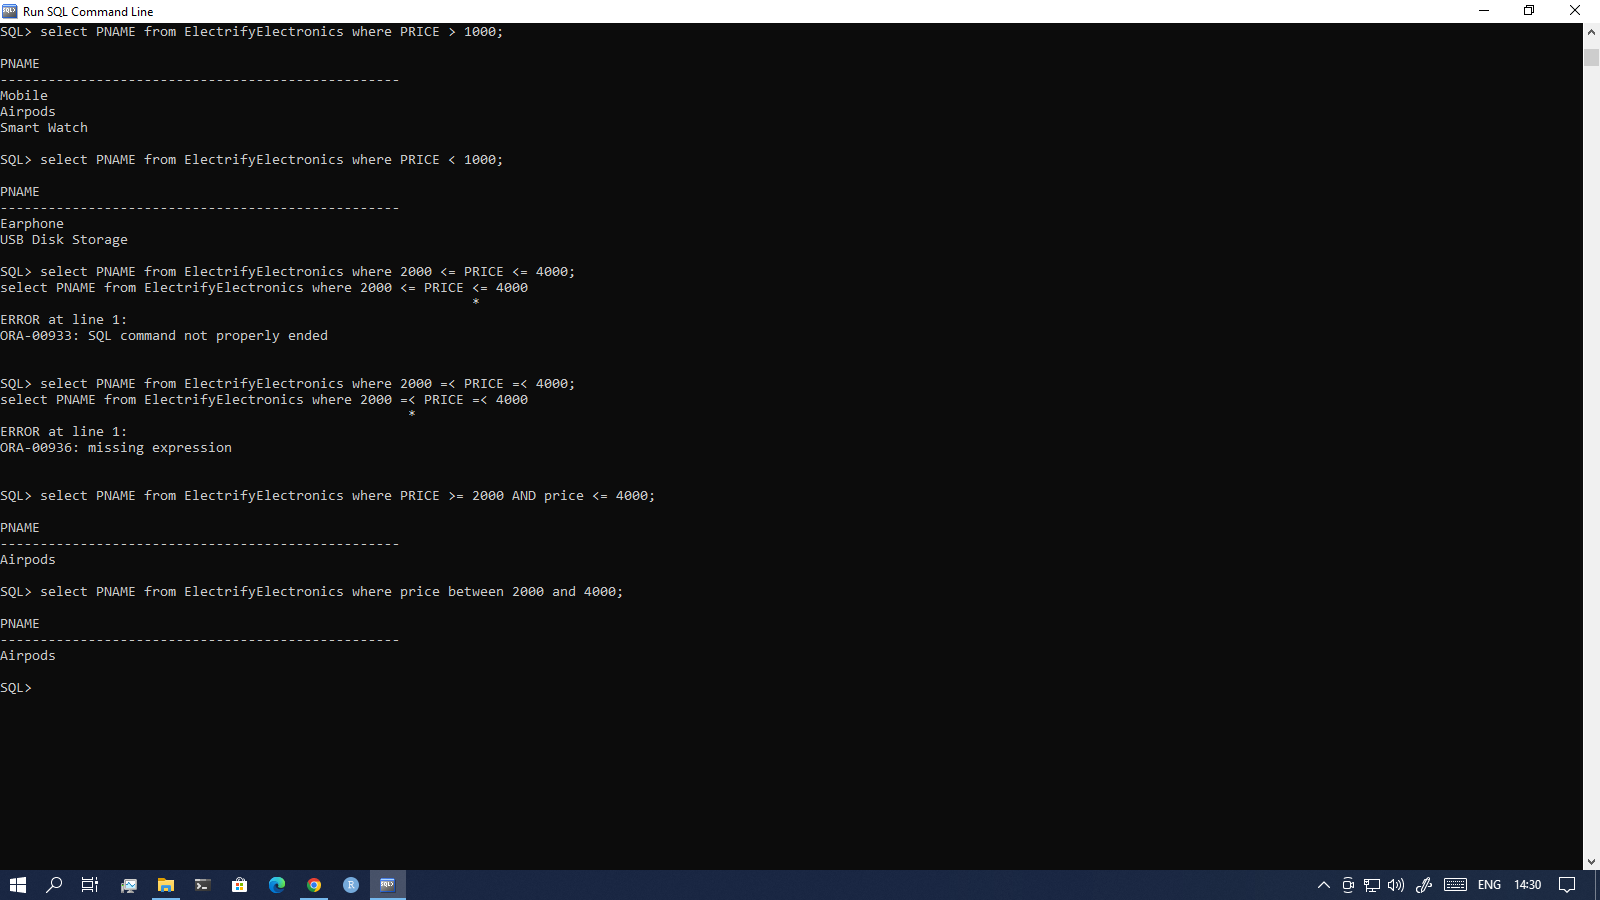 Run SQL Command Line
SQL> select PNAME from ElectrifyElectronics where PRICE > 1000;
PNAME
--------------------------------------------------
Mobile
Airpods
Smart Watch
SQL> select PNAME from ElectrifyElectronics where PRICE < 1000;
PNAME
--------------------------------------------------
Earphone
USB Disk Storage
SQL> select PNAME from ElectrifyElectronics where 2000 <= PRICE <= 4000;
select PNAME from ElectrifyElectronics where 2000 <= PRICE <= 4000
*
ERROR at line 1:
ORA-00933: SQL command not properly ended
SQL> select PNAME from ElectrifyElectronics where 2000 =< PRICE =< 4000;
select PNAME from ElectrifyElectronics where 2000 =< PRICE =< 4000
*
ERROR at line 1:
ORA-00936: missing expression
SQL> select PNAME from ElectrifyElectronics where PRICE >= 2000 AND price <= 4000;
PNAME
--------------------------------------------------
Airpods
SQL> select PNAME from ElectrifyElectronics where price between 2000 and 4000;
PNAME
--------------------------------------------------
Airpods
SQL>
R
SQL>
ENG
14:30